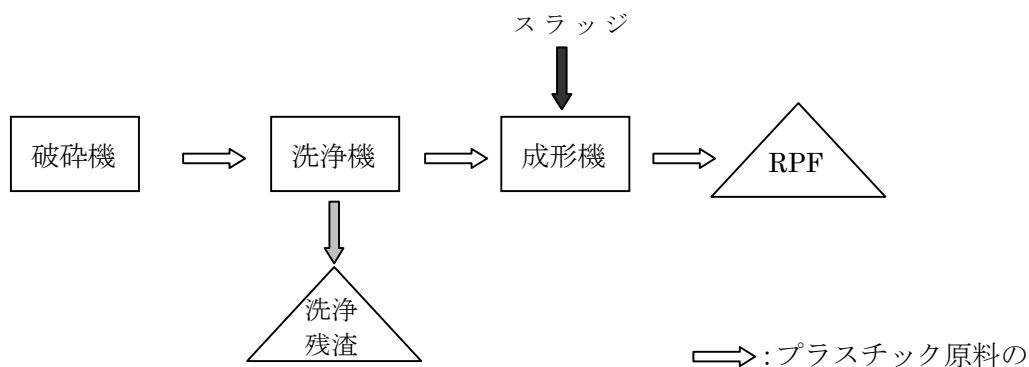 スラッジ
破砕機
洗浄機
成形機
RPF
洗浄
残渣
:プラスチック原料の